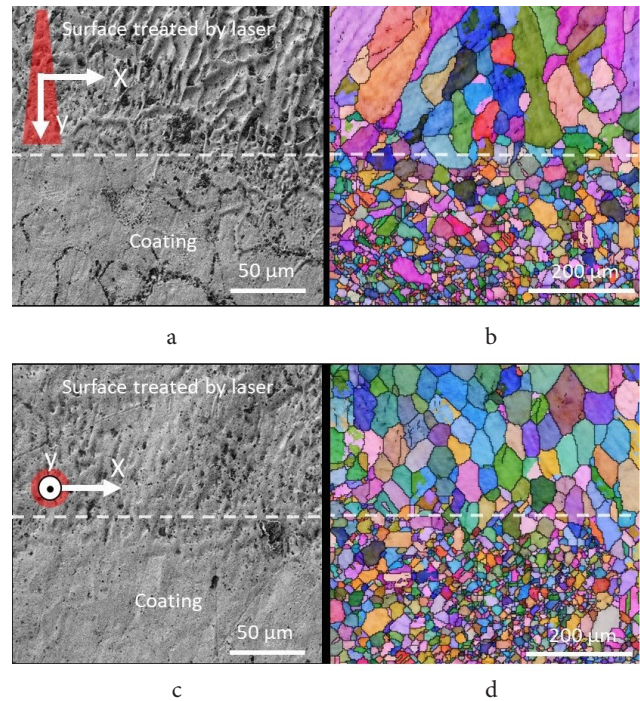 Surface treated by laser
X
y
Coating
50 μm
200 μm
a
b
Surface treated by laser
y
X
Coating
50 μm
200 μm
c
d